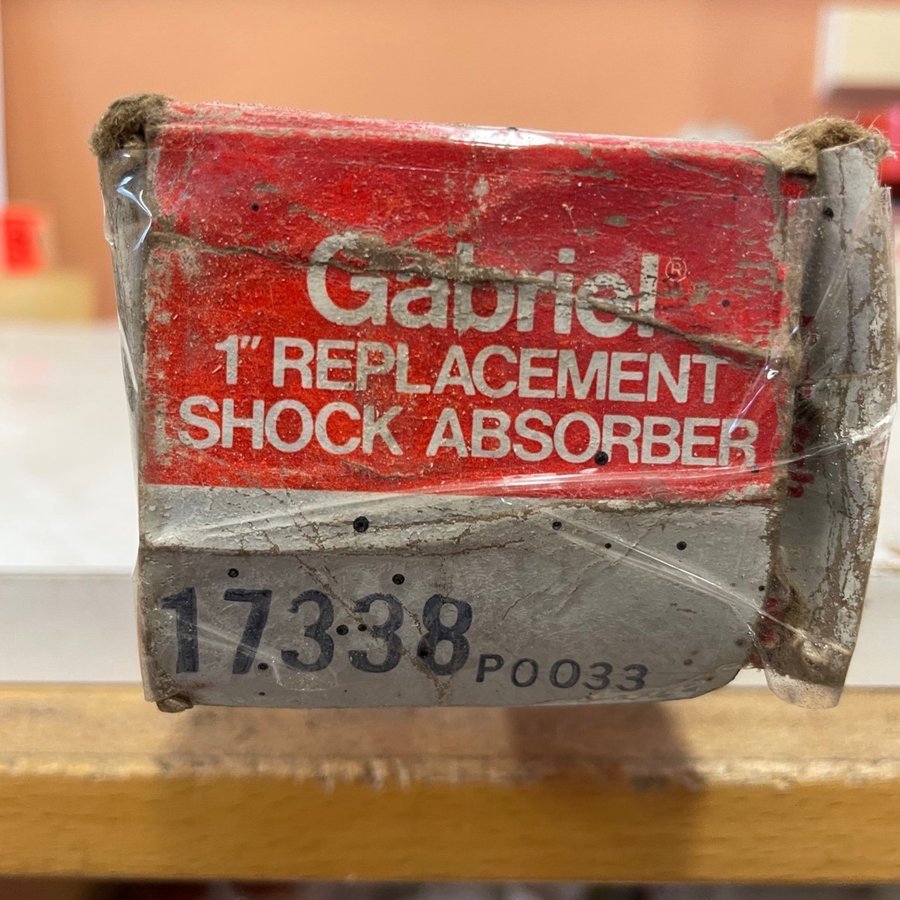 Gabriel®
1" REPLACEMENT
SHOCK ABSORBER
17338 P0033